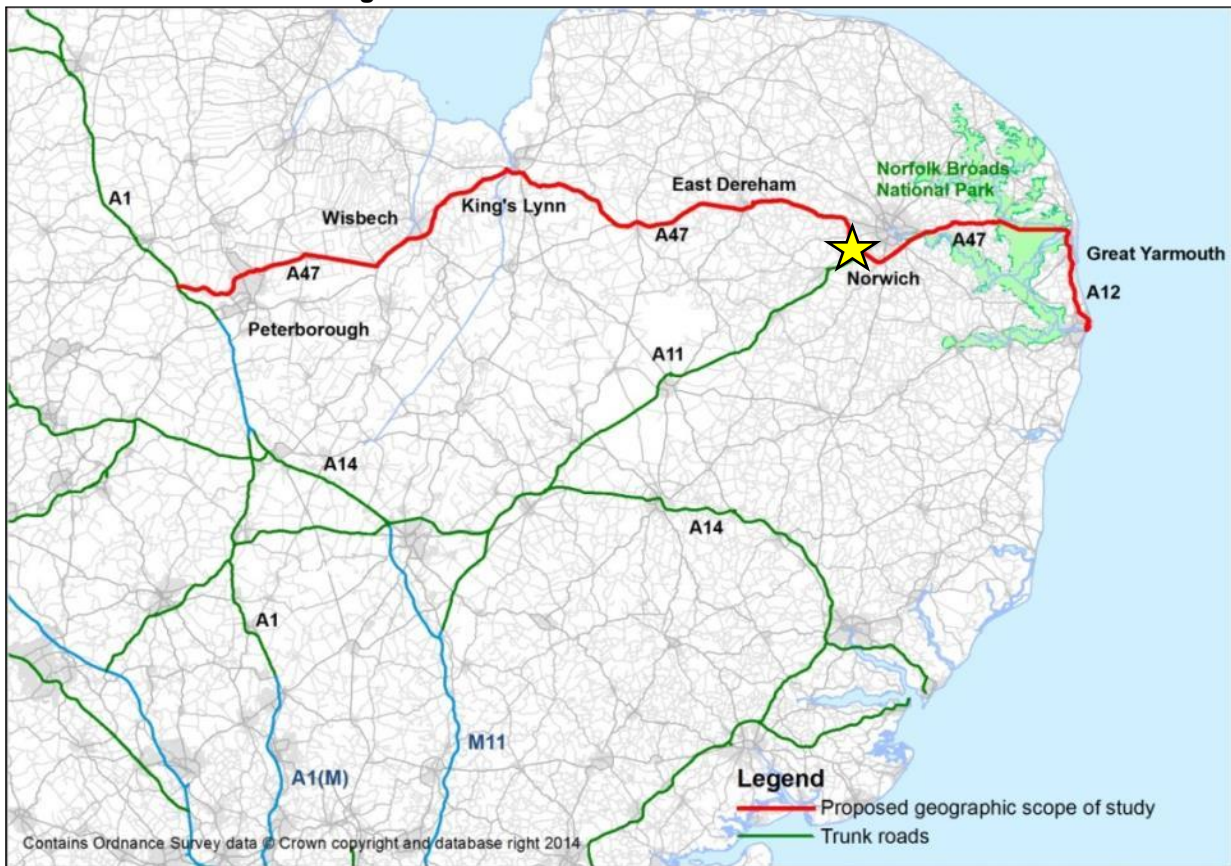 Norfolk Broads
National Park
East Dereham
A1
Wisbech
King's Lynn
A47
A47
Great Yarmouth
A47
Norwich
A12
Peterborough
A11
A14
A14
A1
M11
A1(M)
Legend
Proposed geographic scope of study
Trunk roads
Contains Ordnance Survey data © Crown copyright and database right 2014